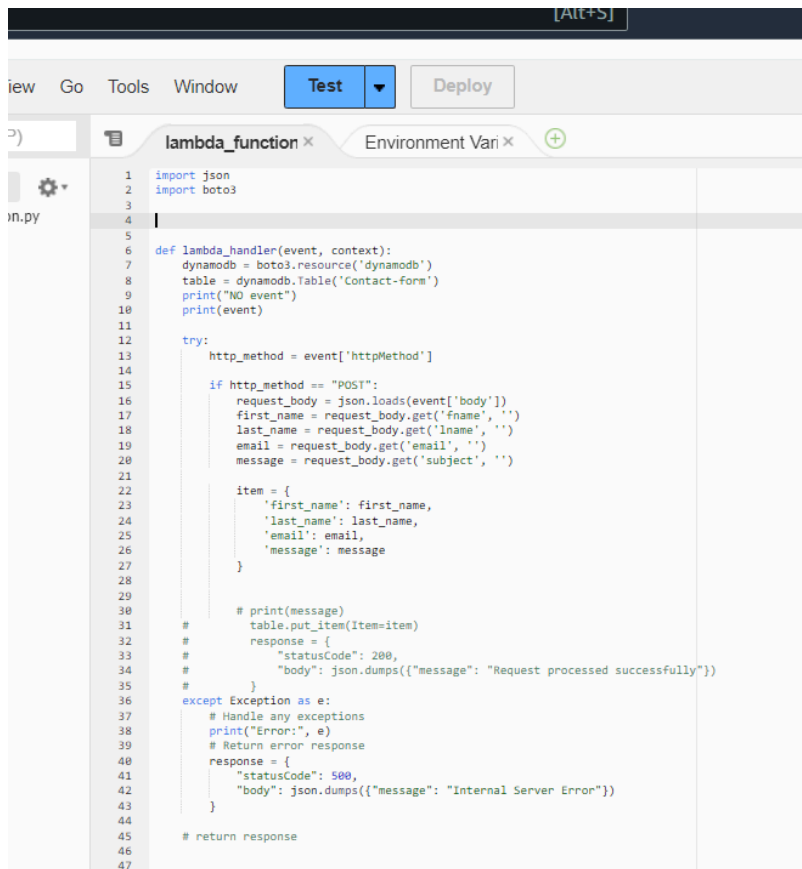 [Alt+S]
iew Go Tools Window Test Deploy
P) lambda_function × Environment Vari ×
on.py
1 import json
2 import boto3
3
4
5
6 def lambda_handler(event, context):
7 dynamodb = boto3.resource('dynamodb')
8 table = dynamodb.Table('Contact-form')
9 print("NO event")
10 print(event)
11
12 try:
13 http_method = event['httpMethod']
14
15 if http_method == "POST":
16 request_body = json.loads(event['body'])
17 first_name = request_body.get('fname', '')
18 last_name = request_body.get('lname', '')
19 email = request_body.get('email', '')
20 message = request_body.get('subject', '')
21
22 item = {
23 'first_name': first_name,
24 'last_name': last_name,
25 'email': email,
26 'message': message
27 }
28
29
30 # print(message)
31 # table.put_item(Item=item)
32 # response = {
33 # "statusCode": 200,
34 # "body": json.dumps({"message": "Request processed successfully"})
35 # }
36 except Exception as e:
37 # Handle any exceptions
38 print("Error:", e)
39 # Return error response
40 response = {
41 "statusCode": 500,
42 "body": json.dumps({"message": "Internal Server Error"})
43 }
44
45 # return response
46
47